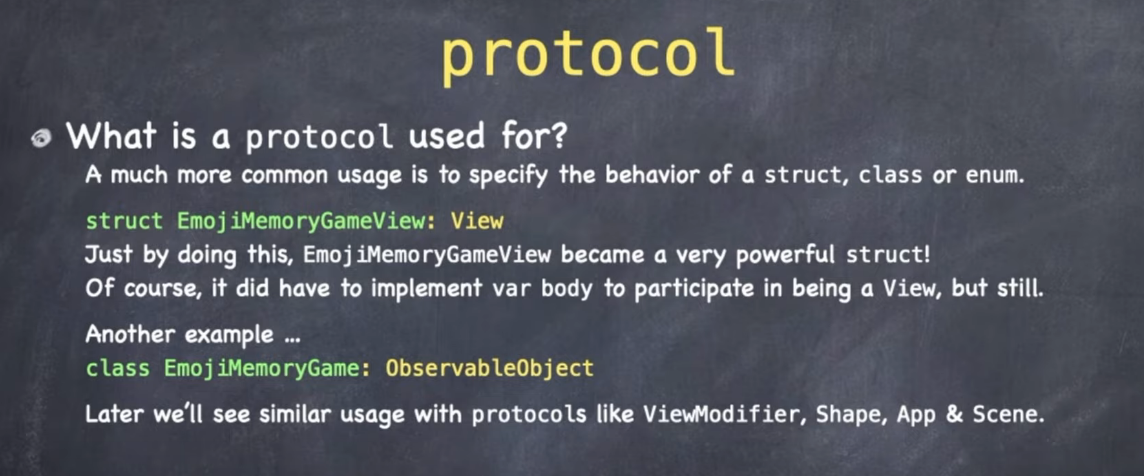 protocol
What is a protocol used for?
A much more common usage is to specify the behavior of a struct, class or enum.
struct EmojiMemoryGameView: View
Just by doing this, EmojiMemoryGameView became a very powerful struct!
Of course, it did have to implement var body to participate in being a View, but still.
Another example ...
class EmojiMemoryGame: ObservableObject
Later we'll see similar usage with protocols like ViewModifier, Shape, App & Scene.